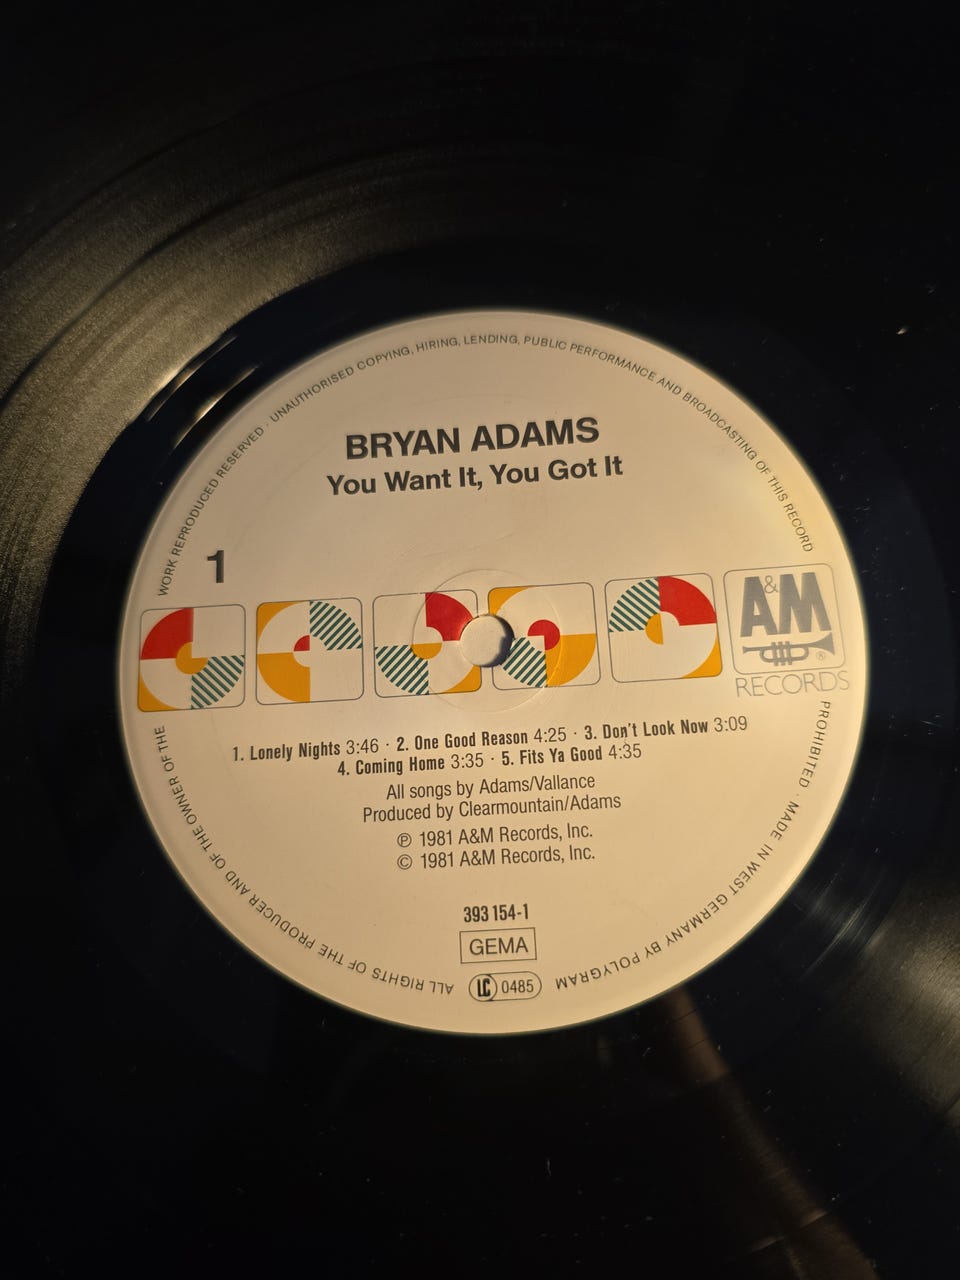 BRYAN ADAMS
You Want It, You Got It
1
A&M
®
RECORDS
1. Lonely Nights 3:46 · 2. One Good Reason 4:25 · 3. Don't Look Now 3:09
4. Coming Home 3:35 · 5. Fits Ya Good 4:35
All songs by Adams/Vallance
Produced by Clearmountain/Adams
℗ 1981 A&M Records, Inc.
© 1981 A&M Records, Inc.
393 154-1
GEMA
LC 0485
ALL RIGHTS OF THE PRODUCER AND OF THE OWNER OF THE WORK REPRODUCED RESERVED · UNAUTHORISED COPYING, HIRING, LENDING, PUBLIC PERFORMANCE AND BROADCASTING OF THIS RECORD PROHIBITED · MADE IN WEST GERMANY BY POLYGRAM